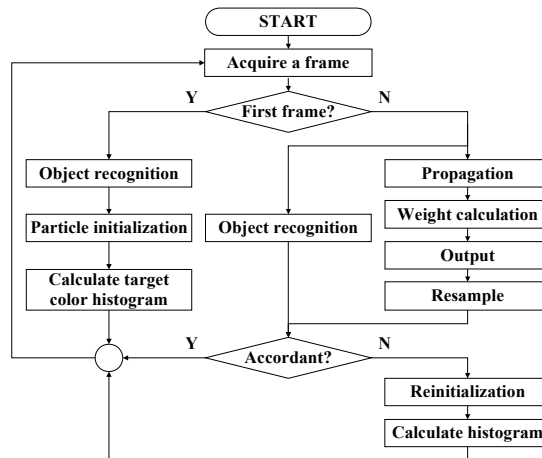 START
Acquire a frame
Y
N
First frame?
Object recognition
Propagation
Particle initialization
Object recognition
Weight calculation
Output
Calculate target
color histogram
Resample
Y
N
Accordant?
Reinitialization
Calculate histogram